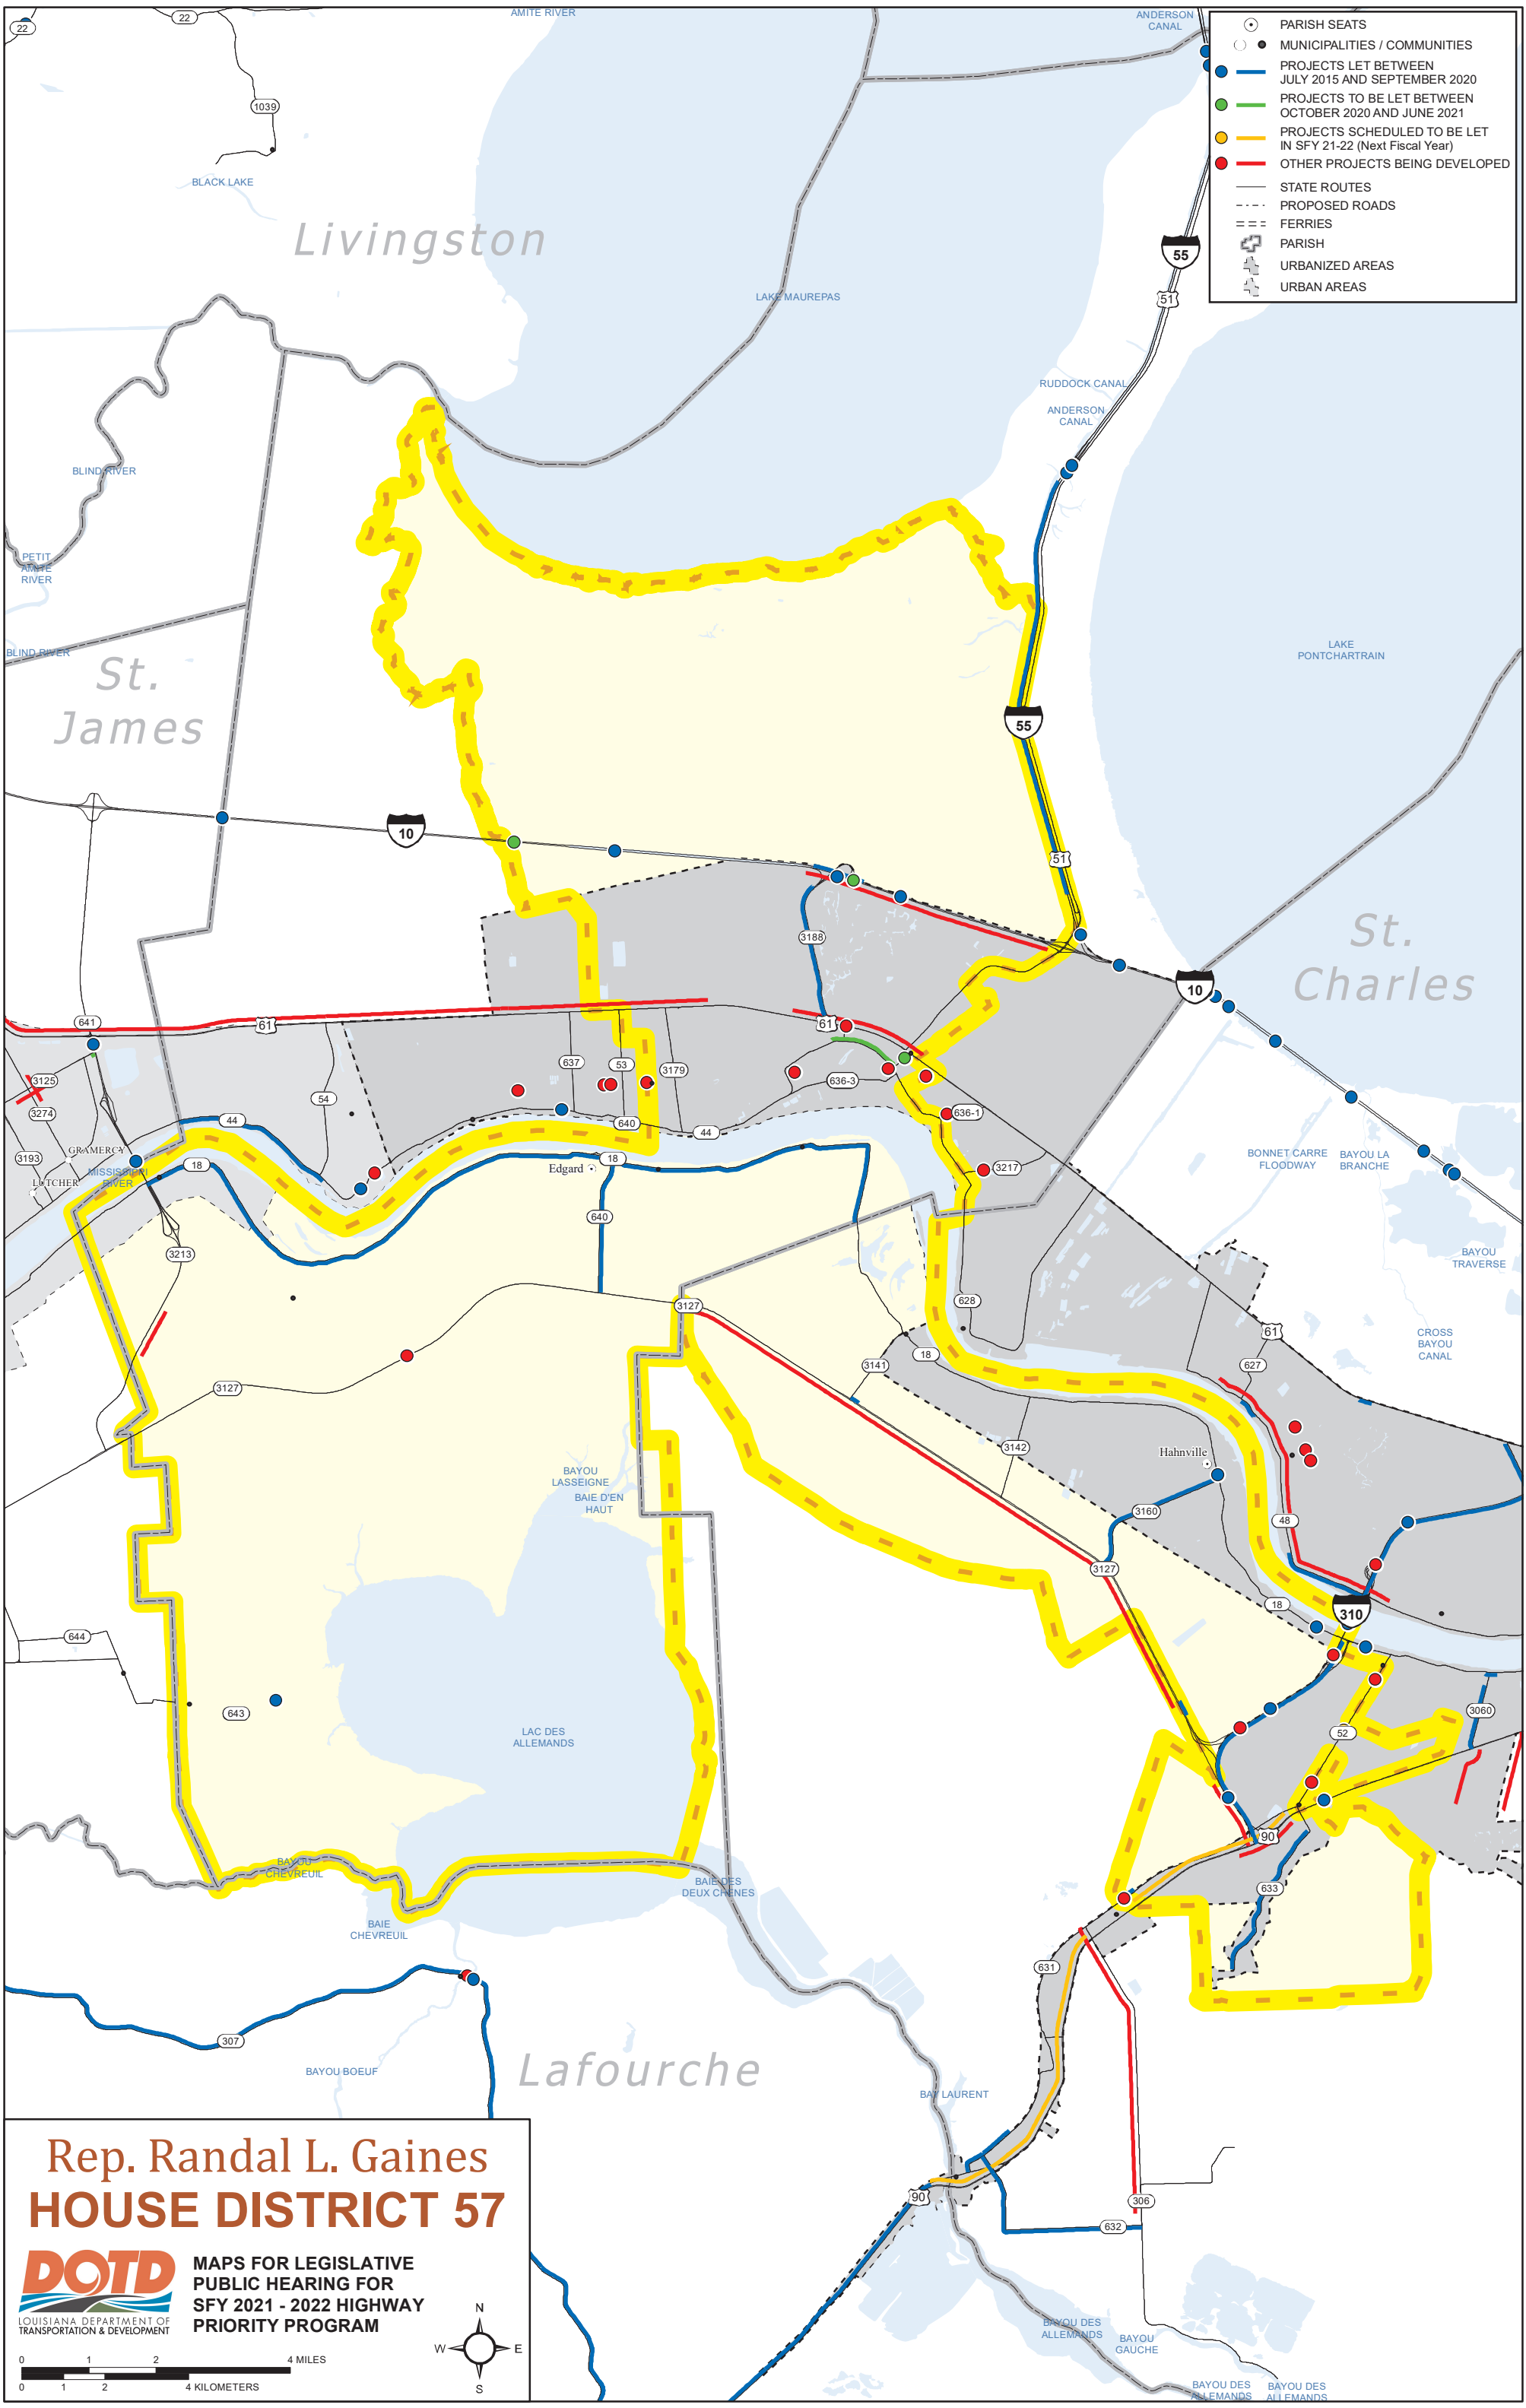 AMITE RIVER
ANDERSON
CANAL
22
22
1039
BLACK LAKE
Livingston
LAKE MAUREPAS
PARISH SEATS
MUNICIPALITIES / COMMUNITIES
PROJECTS LET BETWEEN
JULY 2015 AND SEPTEMBER 2020
PROJECTS TO BE LET BETWEEN
OCTOBER 2020 AND JUNE 2021
PROJECTS SCHEDULED TO BE LET
IN SFY 21-22 (Next Fiscal Year)
OTHER PROJECTS BEING DEVELOPED
STATE ROUTES
PROPOSED ROADS
FERRIES
PARISH
URBANIZED AREAS
URBAN AREAS
55
51
RUDDOCK CANAL
ANDERSON
CANAL
BLIND RIVER
PETIT
AMITE
RIVER
BLIND RIVER
St.
James
LAKE
PONTCHARTRAIN
55
10
51
3188
St.
Charles
10
641
61
61
3125
3274
54
637
53
3179
636-3
636-1
44
640
44
GRAMERCY
3193
18
MISSISSIPPI
RIVER
LUTCHER
Edgard
18
3217
BONNET CARRE
FLOODWAY
BAYOU LA
BRANCHE
640
3213
BAYOU
TRAVERSE
3127
628
61
CROSS
BAYOU
CANAL
18
3141
627
3127
3142
Hahnville
BAYOU
LASSEIGNE
BAIE D'EN
HAUT
3160
48
3127
18
310
644
643
LAC DES
ALLEMANDS
52
3060
90
BAYOU
CHEVREUIL
BAIE DES
DEUX CHENES
633
BAIE
CHEVREUIL
631
307
BAYOU BOEUF
Lafourche
BAY LAURENT
90
306
632
BAYOU DES
ALLEMANDS
BAYOU
GAUCHE
BAYOU DES
ALLEMANDS
BAYOU DES
ALLEMANDS
Rep. Randal L. Gaines
HOUSE DISTRICT 57
DOTD
LOUISIANA DEPARTMENT OF
TRANSPORTATION & DEVELOPMENT
MAPS FOR LEGISLATIVE
PUBLIC HEARING FOR
SFY 2021 - 2022 HIGHWAY
PRIORITY PROGRAM
N
W E
S
0 1 2 4 MILES
0 1 2 4 KILOMETERS